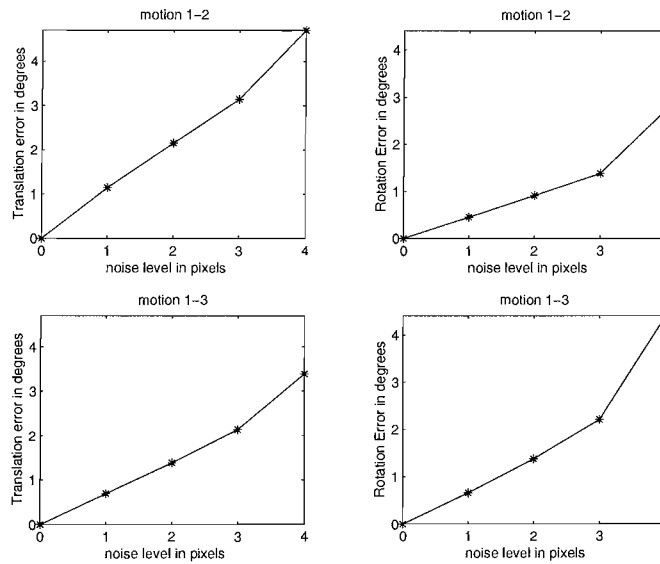 motion 1-2
Translation error in degrees
4
3
2
1
0
0 1 2 3 4
noise level in pixels
motion 1-2
Rotation Error in degrees
4
3
2
1
0
0 1 2 3
noise level in pixels
motion 1-3
Translation error in degrees
4
3
2
1
0
0 1 2 3 4
noise level in pixels
motion 1-3
Rotation Error in degrees
4
3
2
1
0
0 1 2 3
noise level in pixels